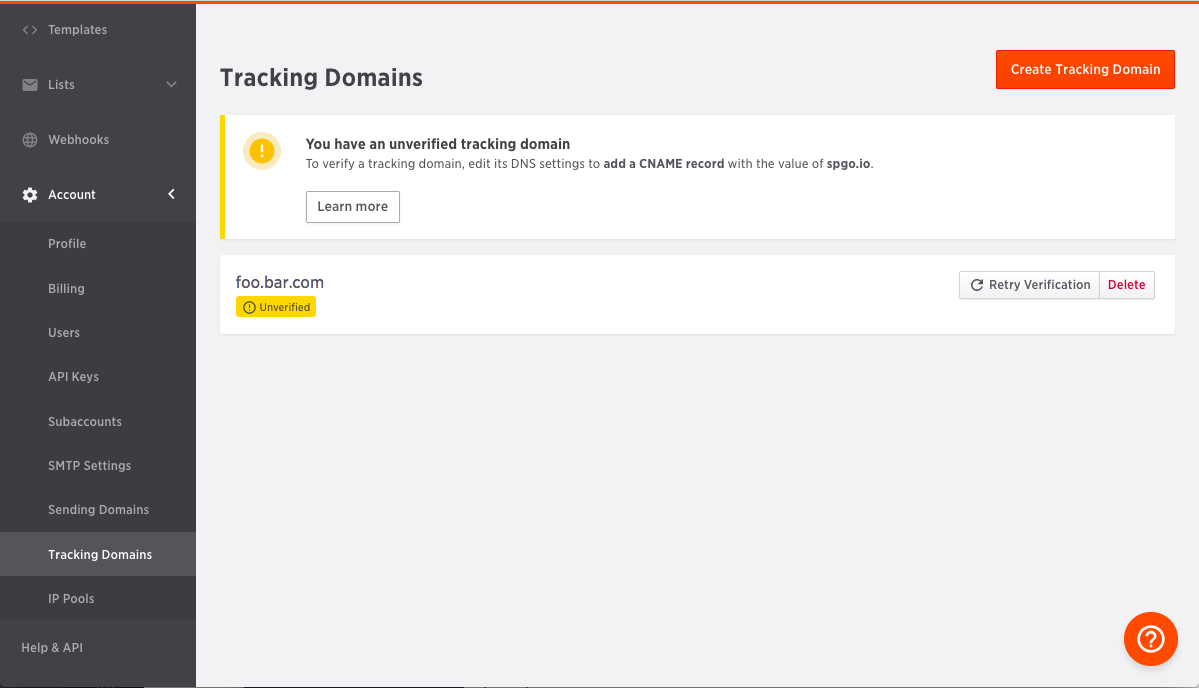 Templates
Lists
Webhooks
Account
Profile
Billing
Users
API Keys
Subaccounts
SMTP Settings
Sending Domains
Tracking Domains
IP Pools
Help & API
Tracking Domains
Create Tracking Domain
You have an unverified tracking domain
To verify a tracking domain, edit its DNS settings to add a CNAME record with the value of spgo.io.
Learn more
foo.bar.com
Unverified
Retry Verification
Delete